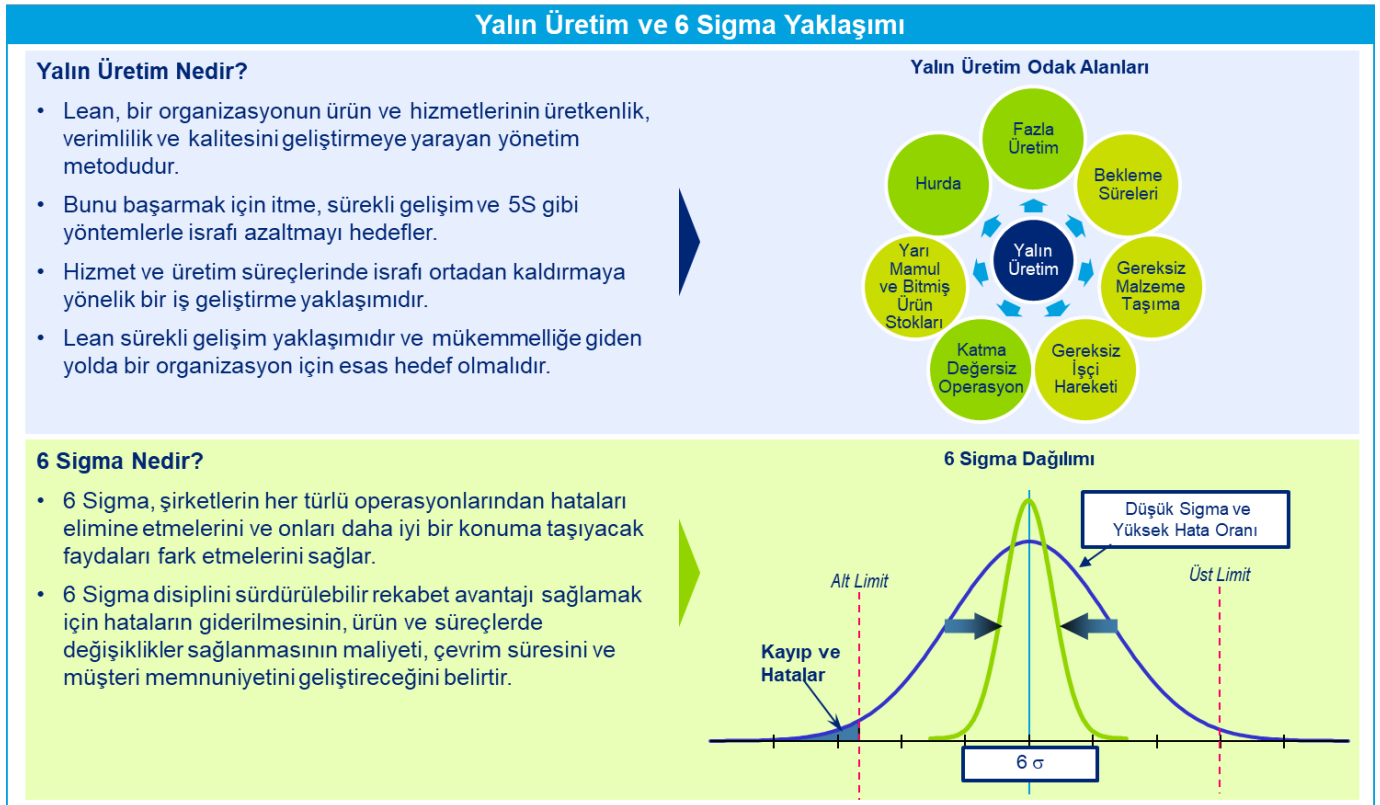 Yalın Üretim ve 6 Sigma Yaklaşımı
Yalın Üretim Nedir?
• Lean, bir organizasyonun ürün ve hizmetlerinin üretkenlik,
verimlilik ve kalitesini geliştirmeye yarayan yönetim
metodudur.
• Bunu başarmak için itme, sürekli gelişim ve 5S gibi
yöntemlerle israfı azaltmayı hedefler.
• Hizmet ve üretim süreçlerinde israfı ortadan kaldırmaya
yönelik bir iş geliştirme yaklaşımıdır.
• Lean sürekli gelişim yaklaşımıdır ve mükemmelliğe giden
yolda bir organizasyon için esas hedef olmalıdır.
Yalın Üretim Odak Alanları
Fazla
Üretim
Bekleme
Süreleri
Gereksiz
Malzeme
Taşıma
Gereksiz
İşçi
Hareketi
Katma
Değersiz
Operasyon
Yarı
Mamul
ve Bitmiş
Ürün
Stokları
Hurda
Yalın
Üretim
6 Sigma Nedir?
• 6 Sigma, şirketlerin her türlü operasyonlarından hataları
elimine etmelerini ve onları daha iyi bir konuma taşıyacak
faydaları fark etmelerini sağlar.
• 6 Sigma disiplini sürdürülebilir rekabet avantajı sağlamak
için hataların giderilmesinin, ürün ve süreçlerde
değişiklikler sağlanmasının maliyeti, çevrim süresini ve
müşteri memnuniyetini geliştireceğini belirtir.
6 Sigma Dağılımı
Düşük Sigma ve
Yüksek Hata Oranı
Alt Limit
Üst Limit
Kayıp ve
Hatalar
6 σ